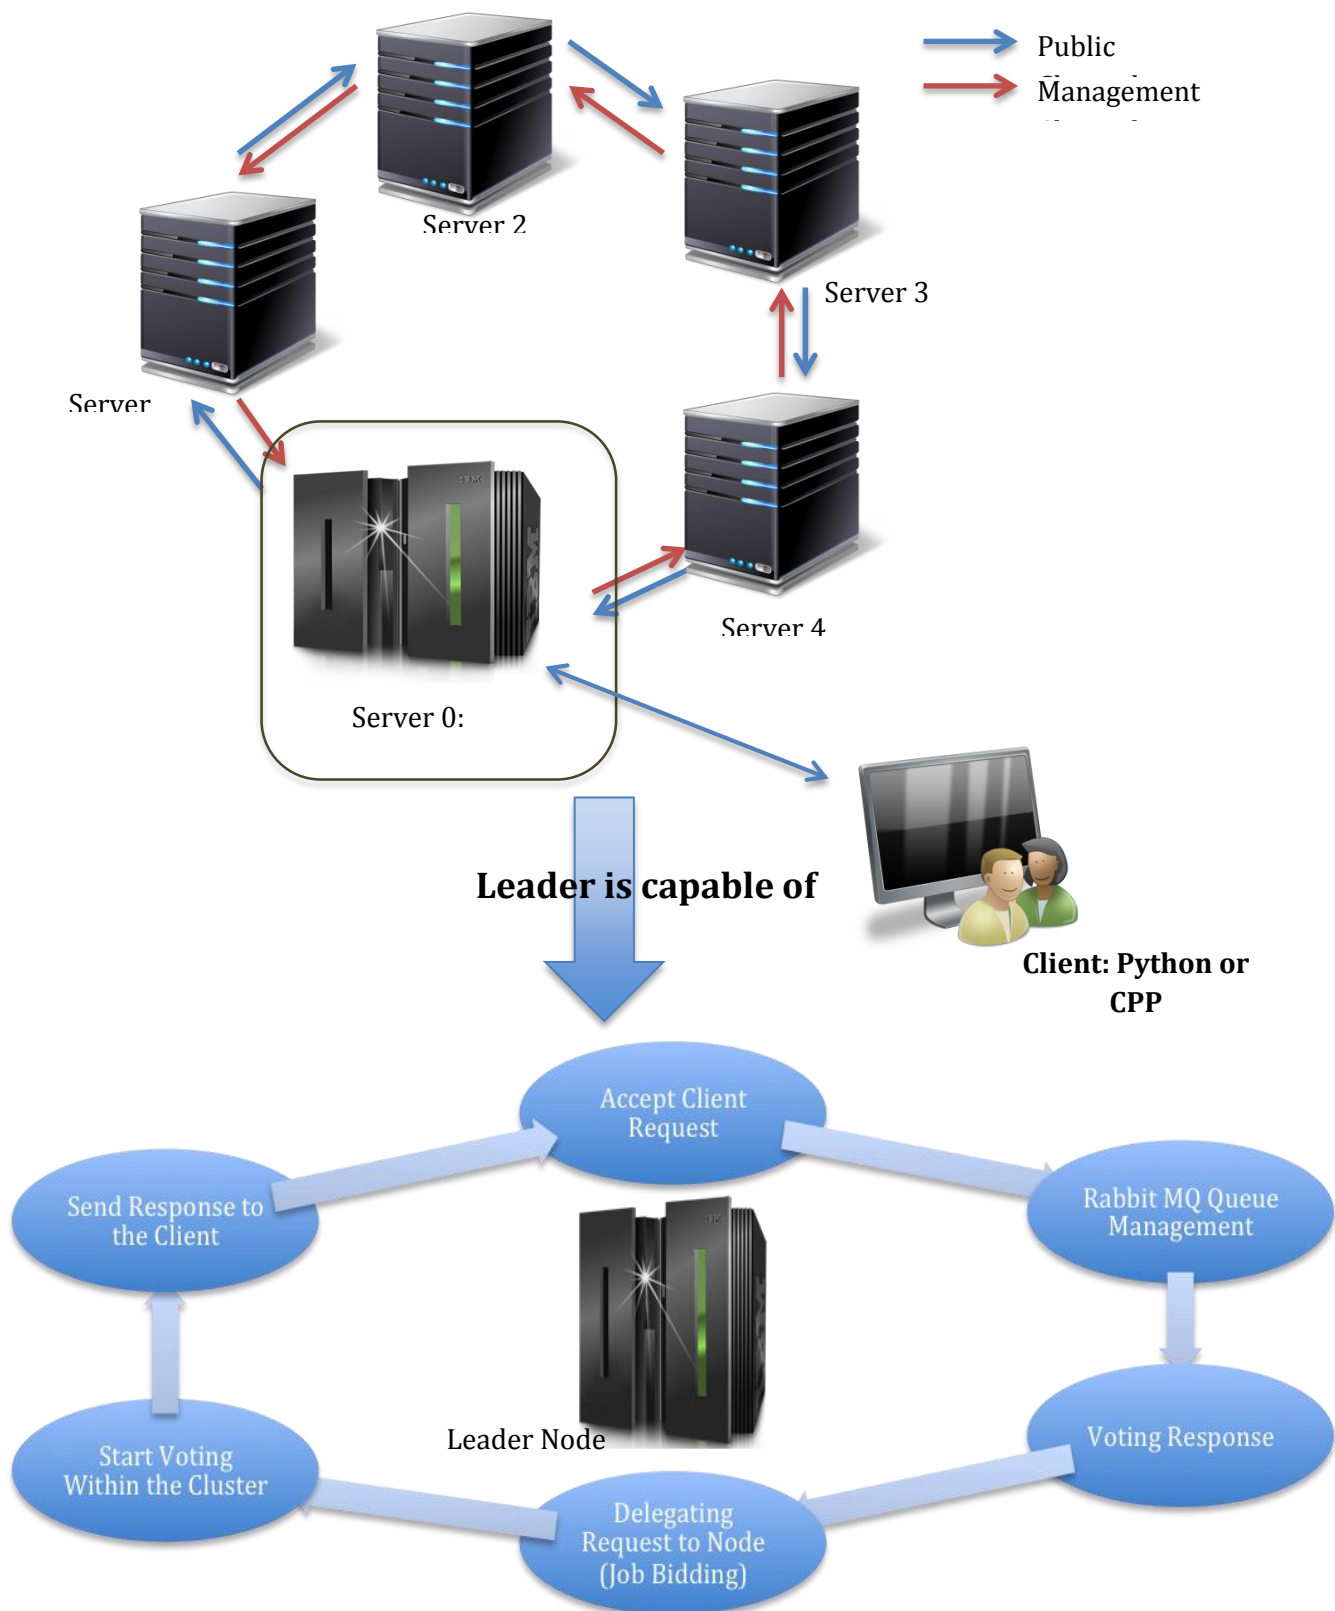 Public
Management
Server 2
Server 3
Server
Server 4
IBM
Server 0:
Leader is capable of
Client: Python or
CPP
Accept Client
Request
Send Response to
the Client
Rabbit MQ Queue
Management
IBM
Leader Node
Start Voting
Within the Cluster
Voting Response
Delegating
Request to Node
(Job Bidding)